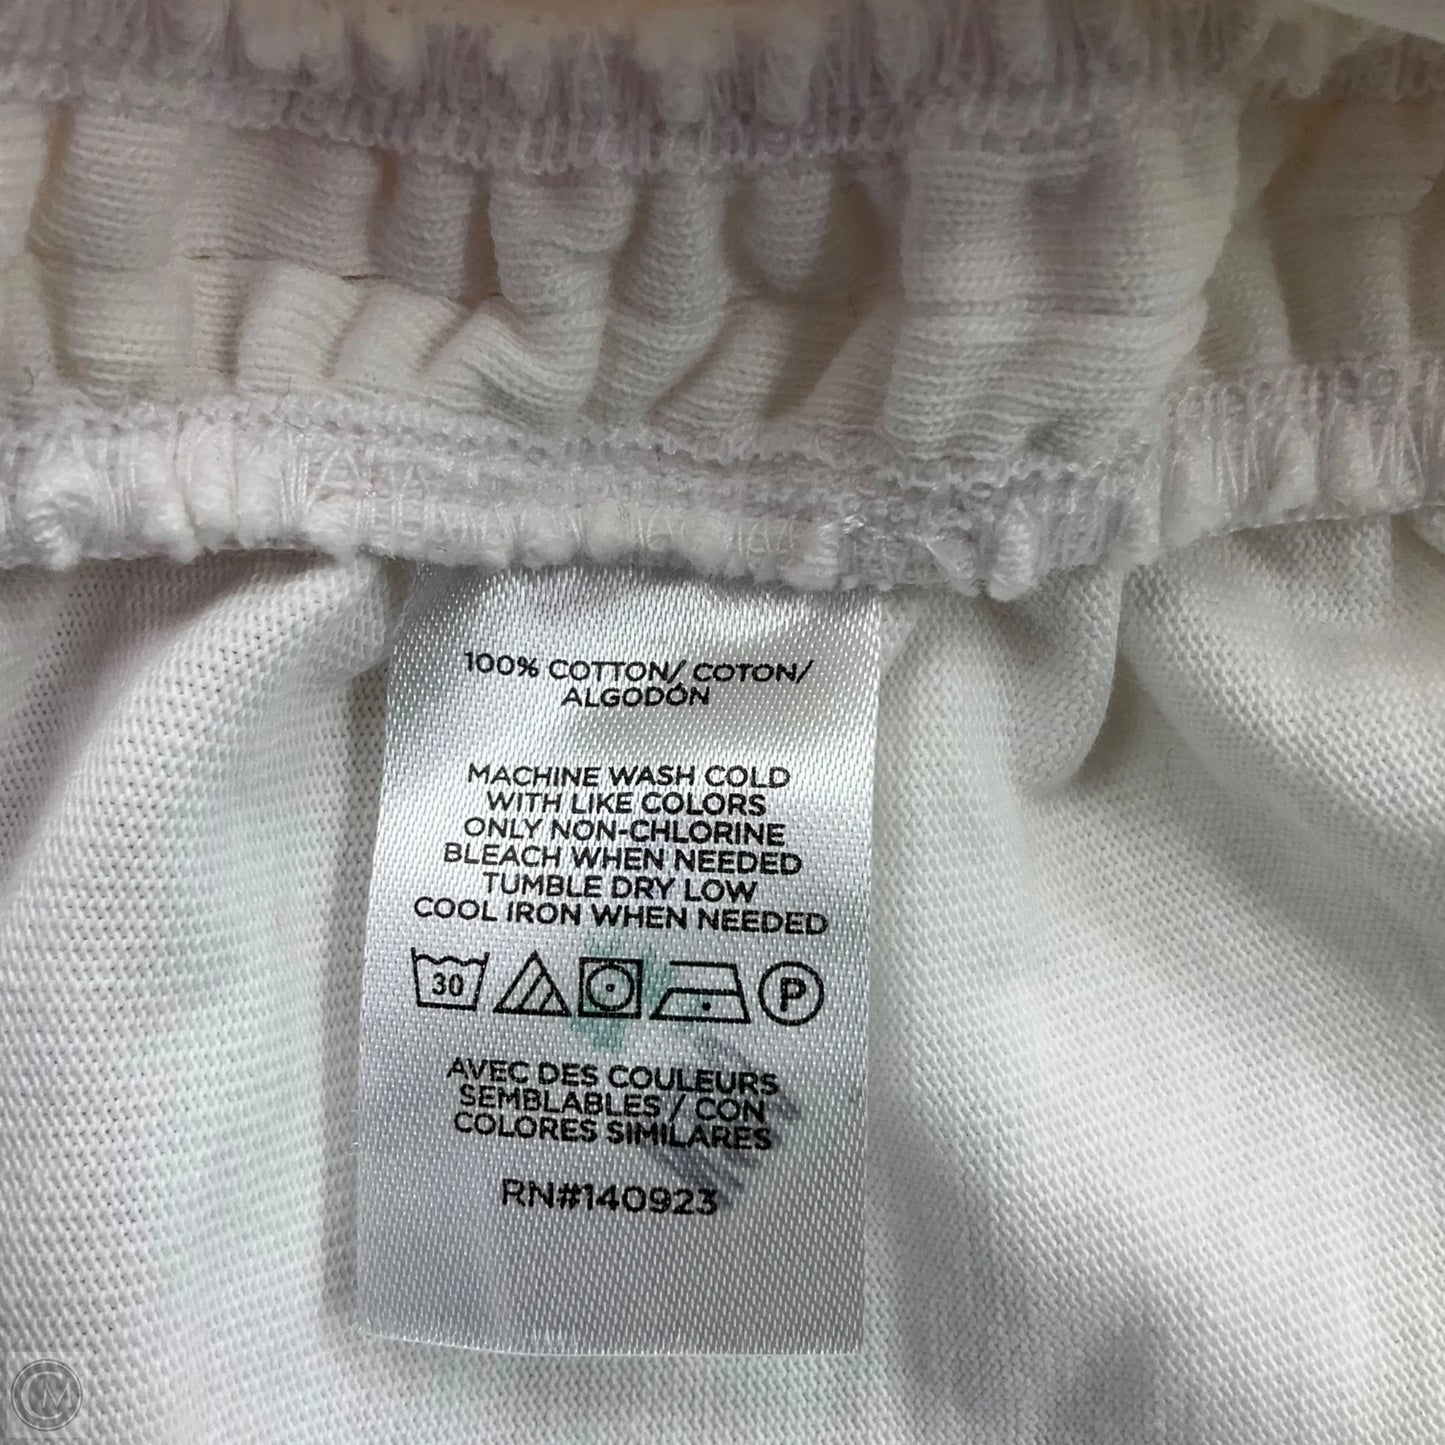 100% COTTON/ COTON/
ALGODÓN
MACHINE WASH COLD
WITH LIKE COLORS
ONLY NON-CHLORINE
BLEACH WHEN NEEDED
TUMBLE DRY LOW
COOL IRON WHEN NEEDED
30 P
AVEC DES COULEURS
SEMBLABLES / CON
COLORES SIMILARES
RN#140923
CM